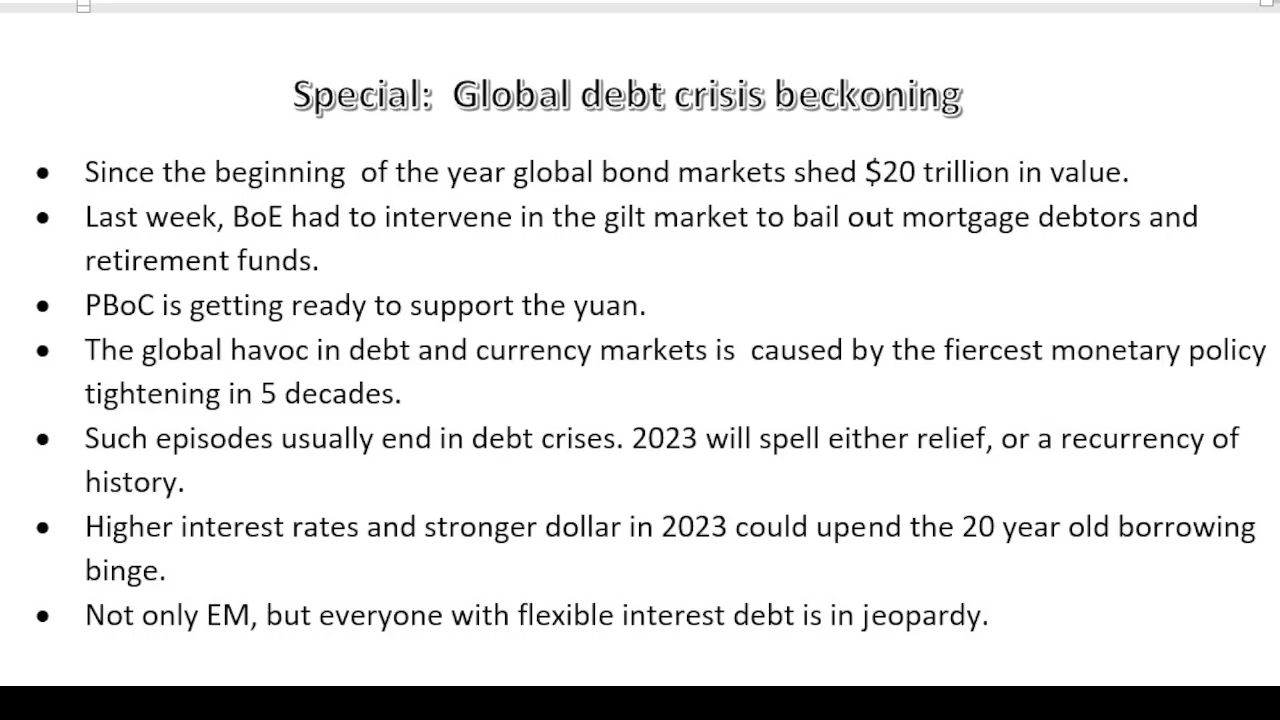 Special:  Global debt crisis beckoning
• Since the beginning  of the year global bond markets shed $20 trillion in value.
• Last week, BoE had to intervene in the gilt market to bail out mortgage debtors and
retirement funds.
• PBoC is getting ready to support the yuan.
• The global havoc in debt and currency markets is  caused by the fiercest monetary policy
tightening in 5 decades.
• Such episodes usually end in debt crises. 2023 will spell either relief, or a recurrency of
history.
• Higher interest rates and stronger dollar in 2023 could upend the 20 year old borrowing
binge.
• Not only EM, but everyone with flexible interest debt is in jeopardy.